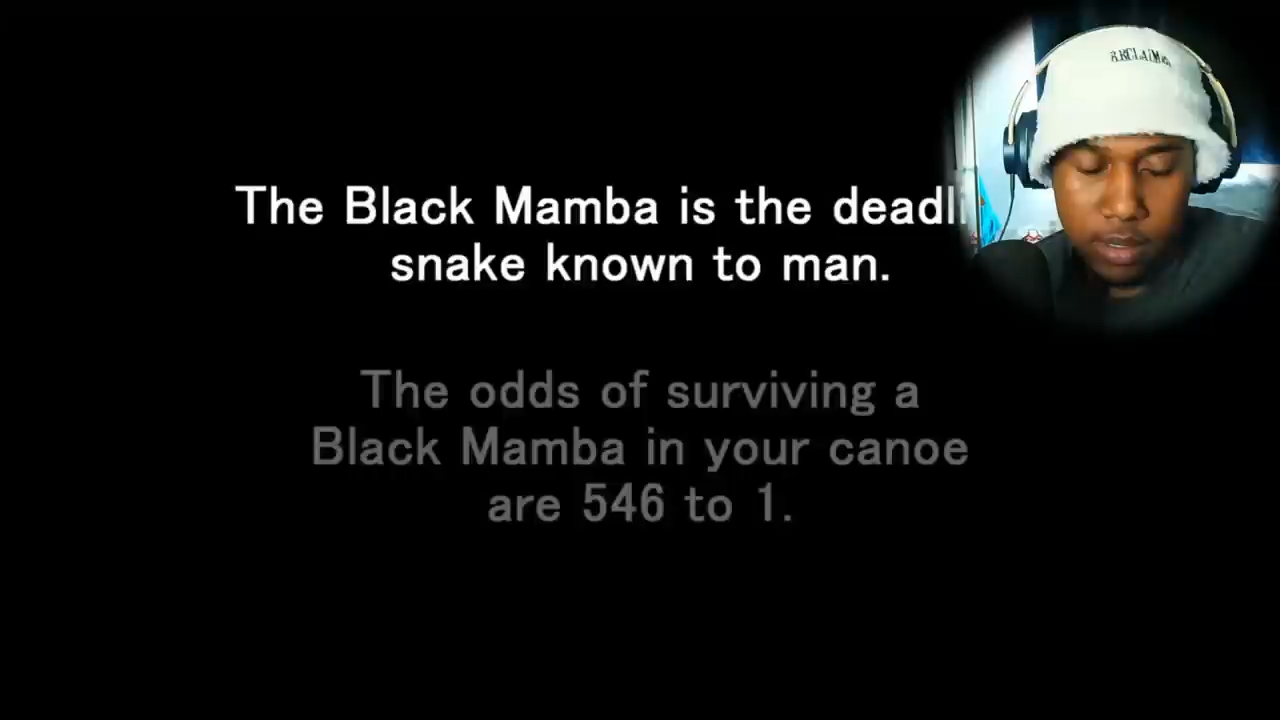 The Black Mamba is the deadli
snake known to man.
The odds of surviving a
Black Mamba in your canoe
are 546 to 1.